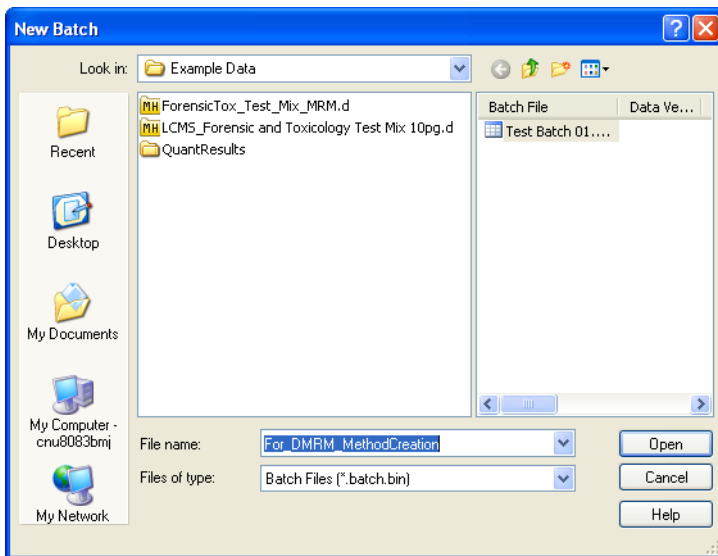 New Batch
Look in: Example Data
Recent
Desktop
My Documents
My Computer - cnu8083bmj
My Network
MH ForensicTox_Test_Mix_MRM.d
MH LCMS_Forensic and Toxicology Test Mix 10pg.d
QuantResults
Batch File Data Ve...
Test Batch 01....
File name: For_DMRM_MethodCreation
Files of type: Batch Files (*.batch.bin)
Open
Cancel
Help